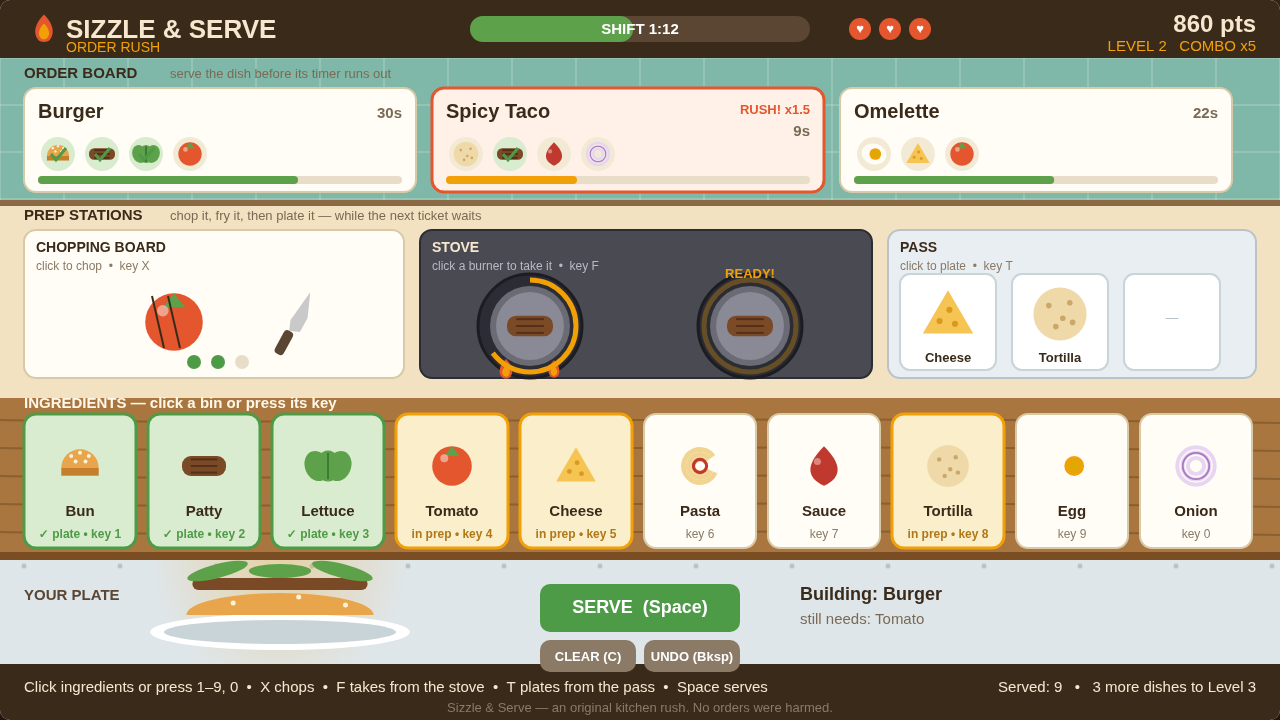 SIZZLE & SERVE
ORDER RUSH
SHIFT 1:12
860 pts
LEVEL 2 COMBO x5
ORDER BOARD serve the dish before its timer runs out
Burger 30s
Spicy Taco RUSH! x1.5
9s
Omelette 22s
PREP STATIONS chop it, fry it, then plate it — while the next ticket waits
CHOPPING BOARD
click to chop • key X
STOVE
click a burner to take it • key F
READY!
PASS
click to plate • key T
Cheese
Tortilla
—
INGREDIENTS — click a bin or press its key
Bun
✓ plate • key 1
Patty
✓ plate • key 2
Lettuce
✓ plate • key 3
Tomato
in prep • key 4
Cheese
in prep • key 5
Pasta
key 6
Sauce
key 7
Tortilla
in prep • key 8
Egg
key 9
Onion
key 0
YOUR PLATE
SERVE (Space)
CLEAR (C)
UNDO (Bksp)
Building: Burger
still needs: Tomato
Click ingredients or press 1–9, 0 • X chops • F takes from the stove • T plates from the pass • Space serves
Served: 9 • 3 more dishes to Level 3
Sizzle & Serve — an original kitchen rush. No orders were harmed.